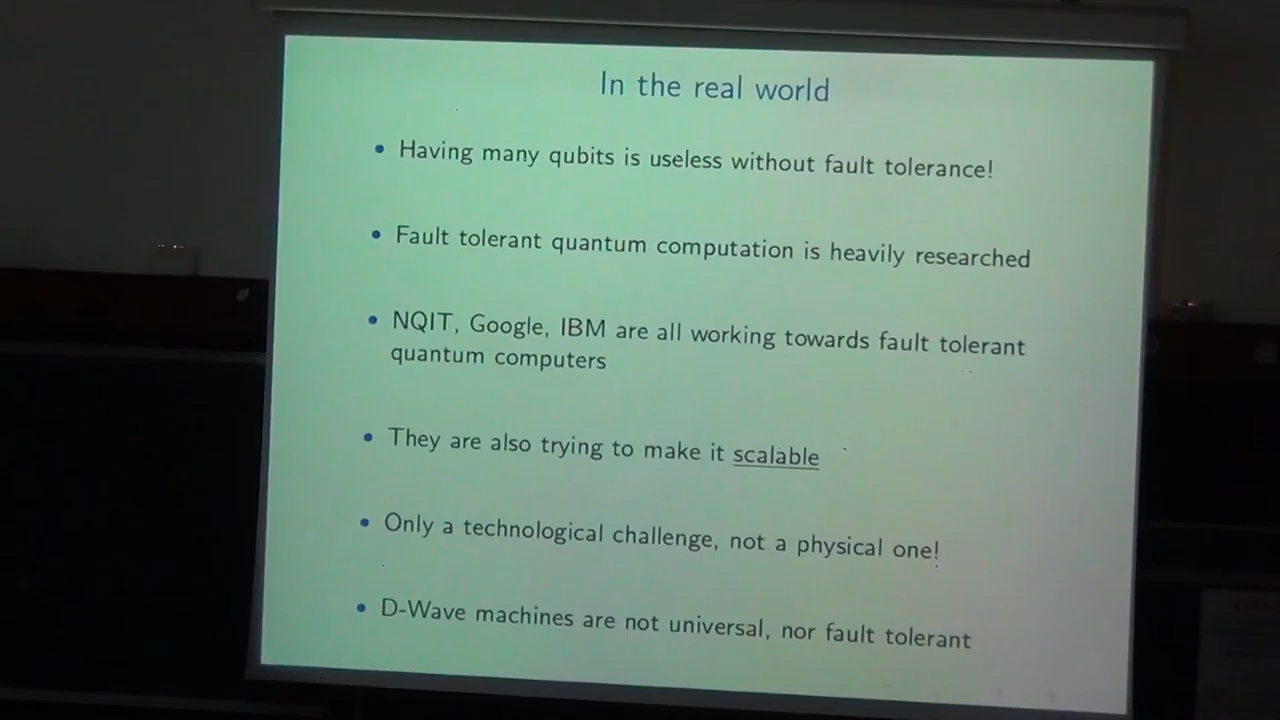 In the real world
• Having many qubits is useless without fault tolerance!
• Fault tolerant quantum computation is heavily researched
• NQIT, Google, IBM are all working towards fault tolerant
quantum computers
• They are also trying to make it scalable
• Only a technological challenge, not a physical one!
• D-Wave machines are not universal, nor fault tolerant